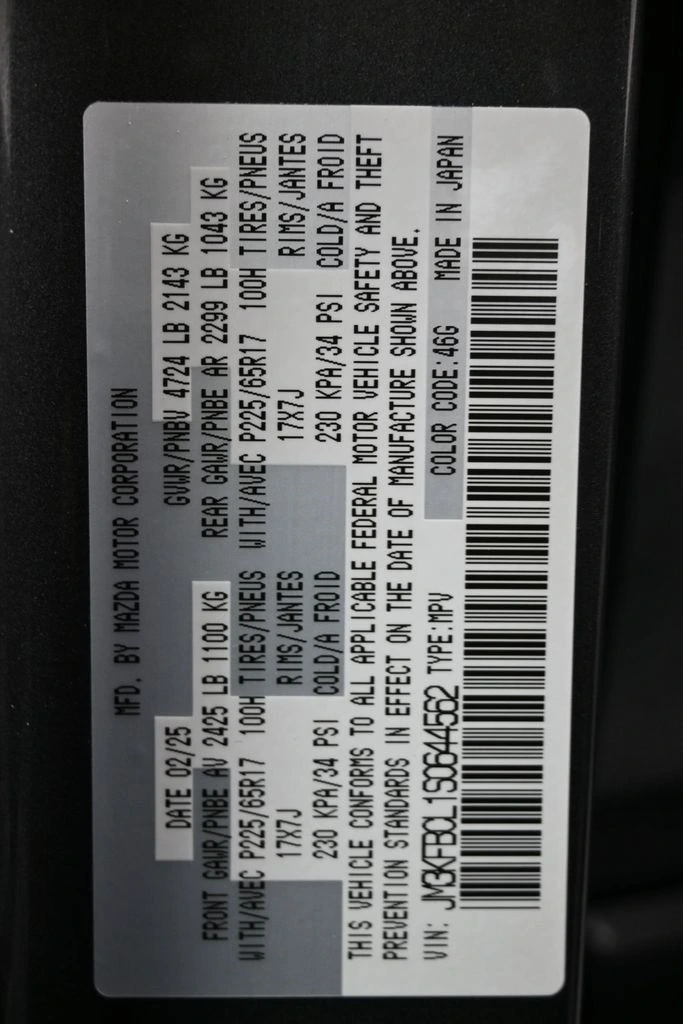 MFD. BY MAZDA MOTOR CORPORATION
DATE 02/25 GVWR/PNBV 4724 LB 2143 KG
FRONT GAWR/PNBE AV 2425 LB 1100 KG REAR GAWR/PNBE AR 2299 LB 1043 KG
WITH/AVEC P225/65R17 100H TIRES/PNEUS WITH/AVEC P225/65R17 100H TIRES/PNEUS
17X7J RIMS/JANTES 17X7J RIMS/JANTES
230 KPA/34 PSI COLD/A FROID 230 KPA/34 PSI COLD/A FROID
THIS VEHICLE CONFORMS TO ALL APPLICABLE FEDERAL MOTOR VEHICLE SAFETY AND THEFT
PREVENTION STANDARDS IN EFFECT ON THE DATE OF MANUFACTURE SHOWN ABOVE.
VIN: JM3KFBCL1S0644562 TYPE:MPV COLOR CODE:46G MADE IN JAPAN